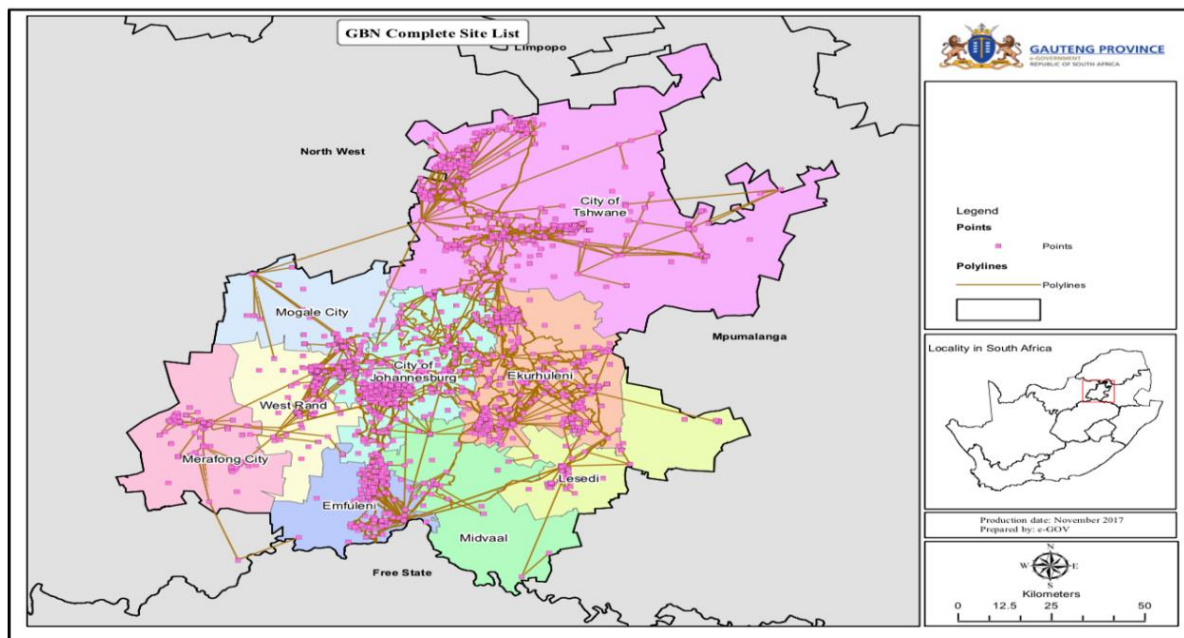 GBN Complete Site List
Limpopo
North West
City of
Tshwane
Mogale City
Mpumalanga
City of
Johannesburg
Ekurhuleni
West Rand
Merafong City
Lesedi
Emfuleni
Midvaal
Free State
GAUTENG PROVINCE
e-GOVERNMENT
REPUBLIC OF SOUTH AFRICA
Legend
Points
Points
Polylines
Polylines
Locality in South Africa
Production date: November 2017
Prepared by: e-GOV
N
W E
S
Kilometers
0 12.5 25 50